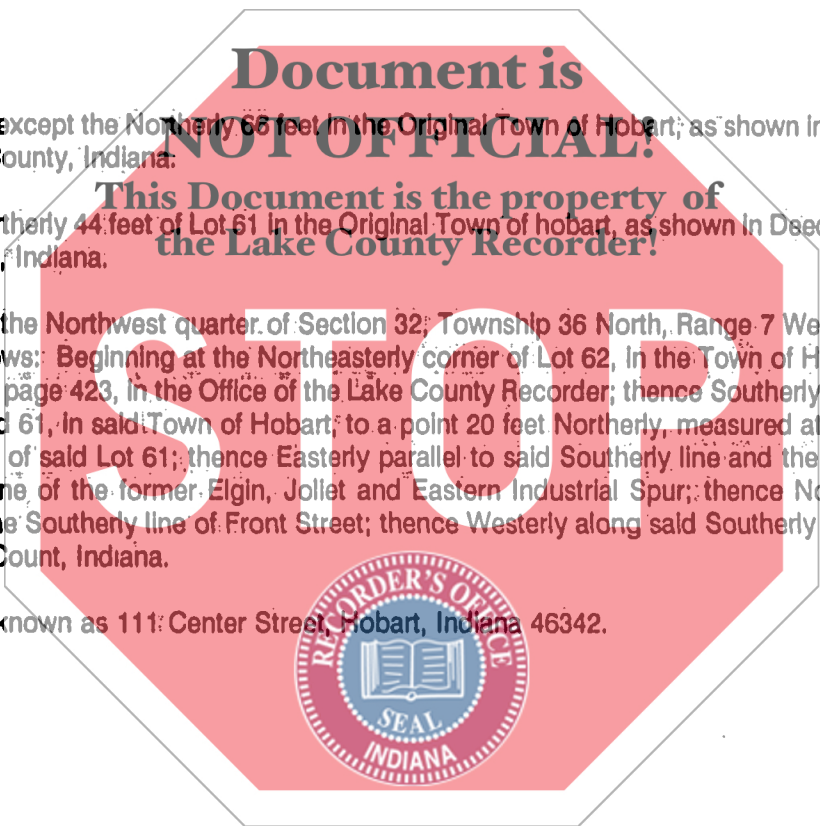 Document is
except the Northerly 66 feet in the Original Town of Hobart, as shown in
NOT OFFICIAL!
County, Indiana.
This Document is the property of
therly 44 feet of Lot 61 in the Original Town of hobart, as shown in Deed
the Lake County Recorder!
, Indiana.
the Northwest quarter of Section 32, Township 36 North, Range 7 We
ws: Beginning at the Northeasterly corner of Lot 62, in the Town of H
page 423, in the Office of the Lake County Recorder; thence Southerly
61, in said Town of Hobart, to a point 20 feet Northerly, measured at
of said Lot 61; thence Easterly parallel to said Southerly line and the
ne of the former Elgin, Joliet and Eastern Industrial Spur; thence No
e Southerly line of Front Street; thence Westerly along said Southerly
Count, Indiana.
known as 111 Center Street, Hobart, Indiana 46342.
STOP
RECORDER'S OFFICE
SEAL
INDIANA